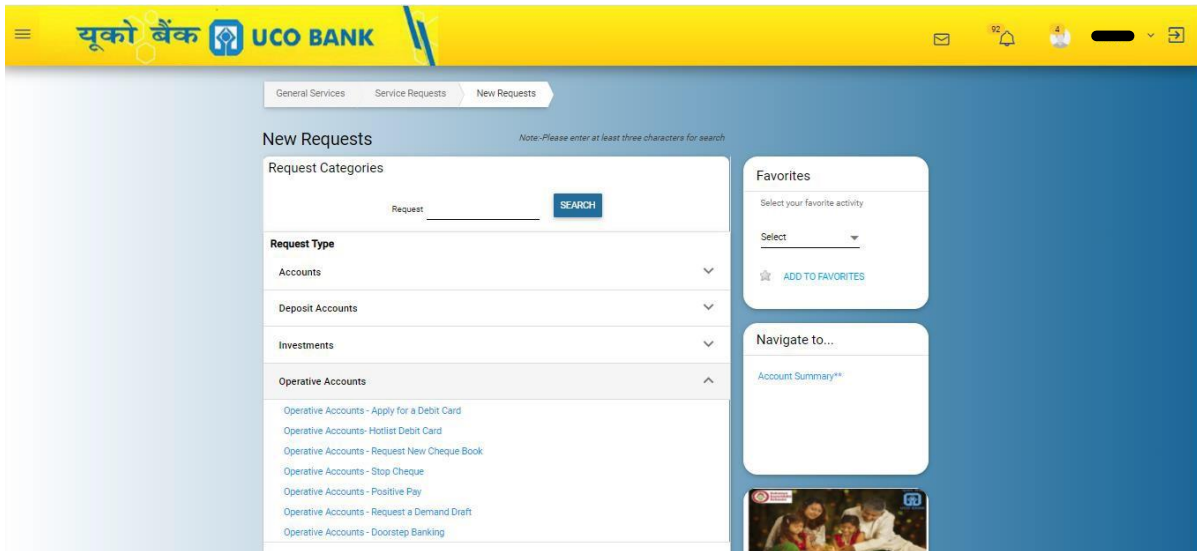 यूको बैंक UCO BANK
92
4
General Services Service Requests New Requests
New Requests
Note:-Please enter at least three characters for search
Request Categories
Request SEARCH
Request Type
Accounts
Deposit Accounts
Investments
Operative Accounts
Operative Accounts - Apply for a Debit Card
Operative Accounts- Hotlist Debit Card
Operative Accounts - Request New Cheque Book
Operative Accounts - Stop Cheque
Operative Accounts - Positive Pay
Operative Accounts - Request a Demand Draft
Operative Accounts - Doorstep Banking
Favorites
Select your favorite activity
Select
ADD TO FAVORITES
Navigate to...
Account Summary**